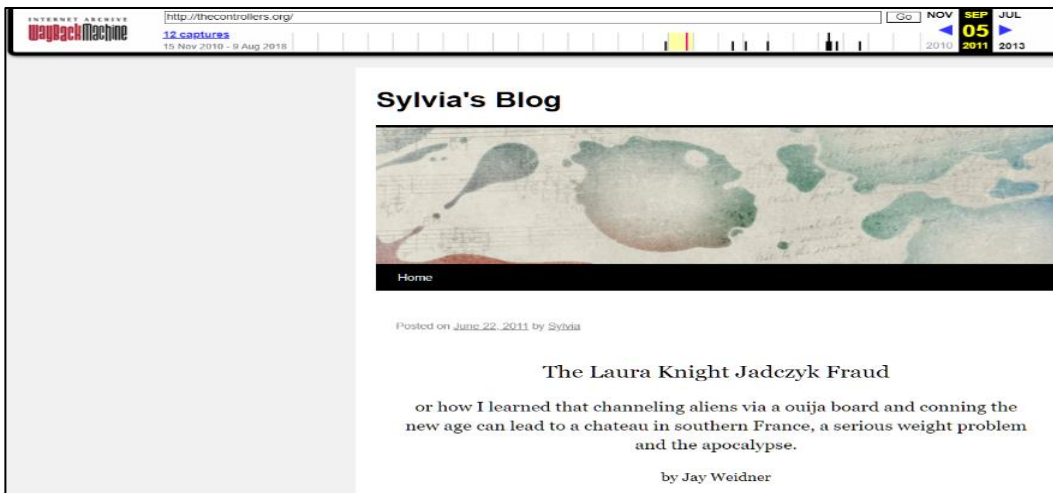 INTERNET ARCHIVE
WayBackMachine
http://thecontrollers.org/
Go
NOV SEP JUL
12 captures
05
15 Nov 2010 - 9 Aug 2018
2010 2011 2013
Sylvia's Blog
Home
Posted on June 22, 2011 by Sylvia
The Laura Knight Jadczyk Fraud
or how I learned that channeling aliens via a ouija board and conning the
new age can lead to a chateau in southern France, a serious weight problem
and the apocalypse.
by Jay Weidner